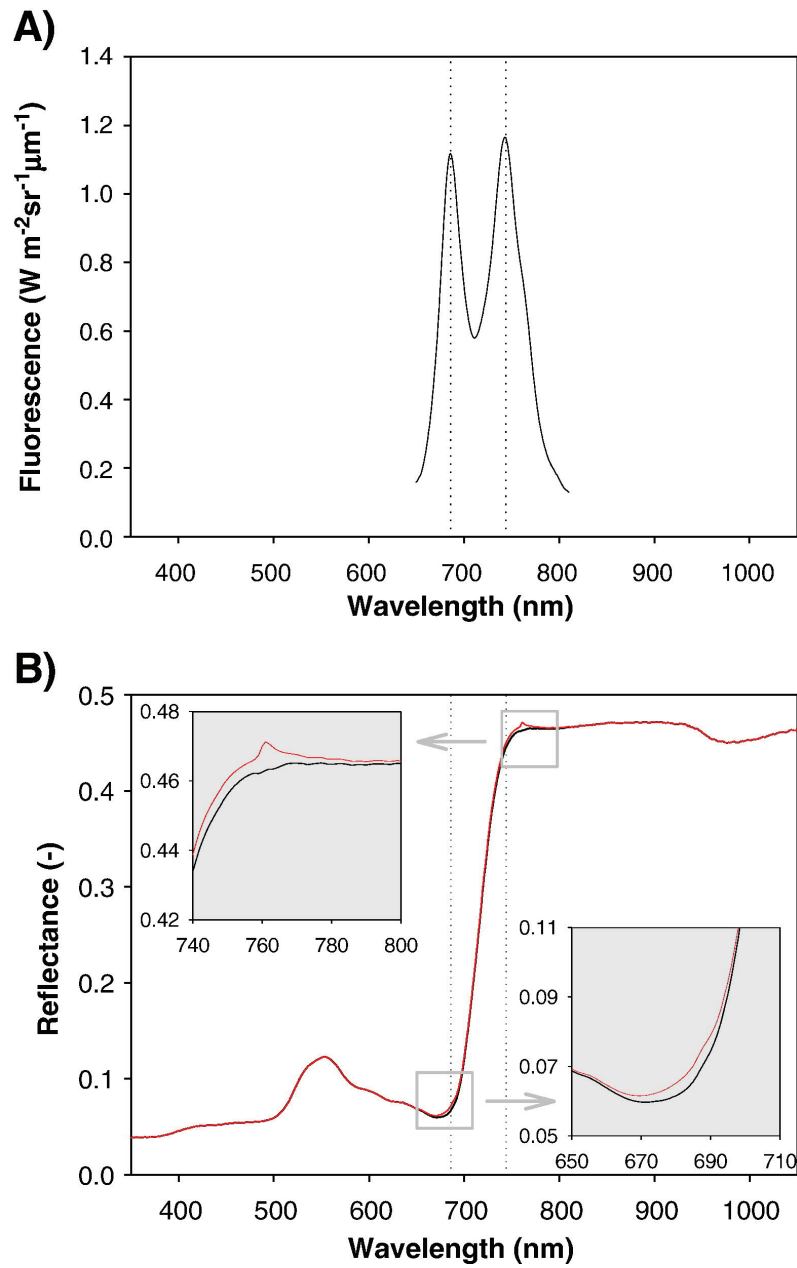 A)
Fluorescence (W m-2sr-1µm-1)
1.4
1.2
1.0
0.8
0.6
0.4
0.2
0.0
400 500 600 700 800 900 1000
Wavelength (nm)
B)
Reflectance (-)
0.5
0.4
0.3
0.2
0.1
0.0
0.48
0.46
0.44
0.42
740 760 780 800
0.11
0.09
0.07
0.05
650 670 690 710
400 500 600 700 800 900 1000
Wavelength (nm)